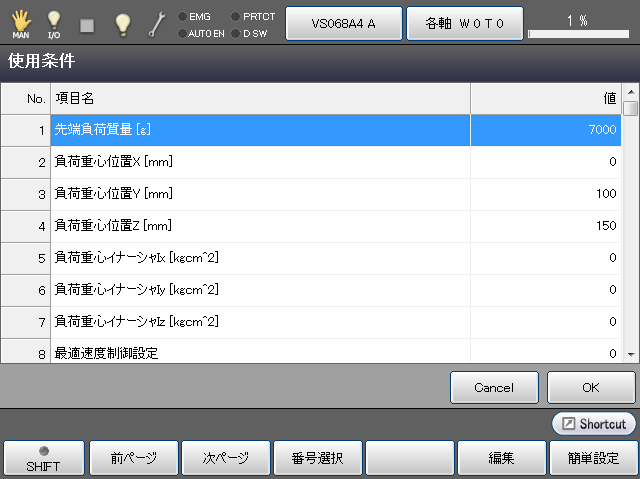 MAN I/O EMG PRTCT AUTO EN D SW VS068A4 A 各軸 W0T0 1 %
使用条件
No. 項目名 値
1 先端負荷質量 [g] 7000
2 負荷重心位置X [mm] 0
3 負荷重心位置Y [mm] 100
4 負荷重心位置Z [mm] 150
5 負荷重心イナーシャIx [kgcm^2] 0
6 負荷重心イナーシャIy [kgcm^2] 0
7 負荷重心イナーシャIz [kgcm^2] 0
8 最適速度制御設定 0
Cancel OK
Shortcut
SHIFT 前ページ 次ページ 番号選択 編集 簡単設定